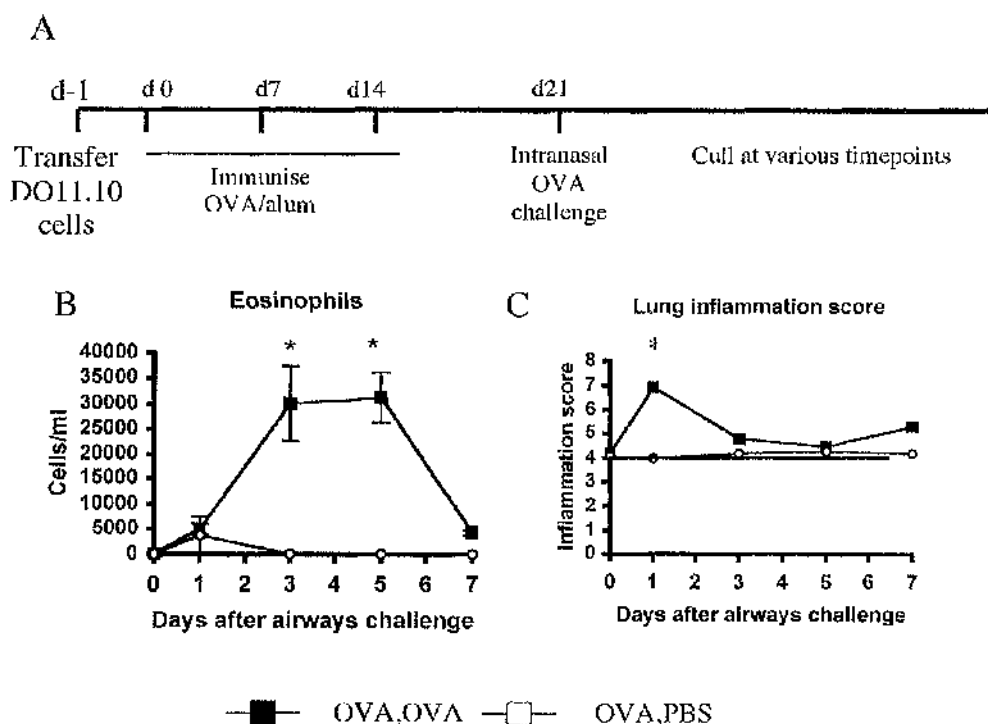 A
d-1 d 0 d7 d14 d21
Transfer
DO11.10
cells
Immunise
OVA/alum
Intranasal
OVA
challenge
Cull at various timepoints
B
Eosinophils
* *
Cells/ml
40000
35000
30000
25000
20000
15000
10000
5000
0
0 1 2 3 4 5 6 7
Days after airways challenge
C
Lung inflammation score
*
Inflammation score
8
7
6
5
4
3
2
1
0
0 1 2 3 4 5 6 7
Days after airways challenge
OVA,OVA OVA,PBS